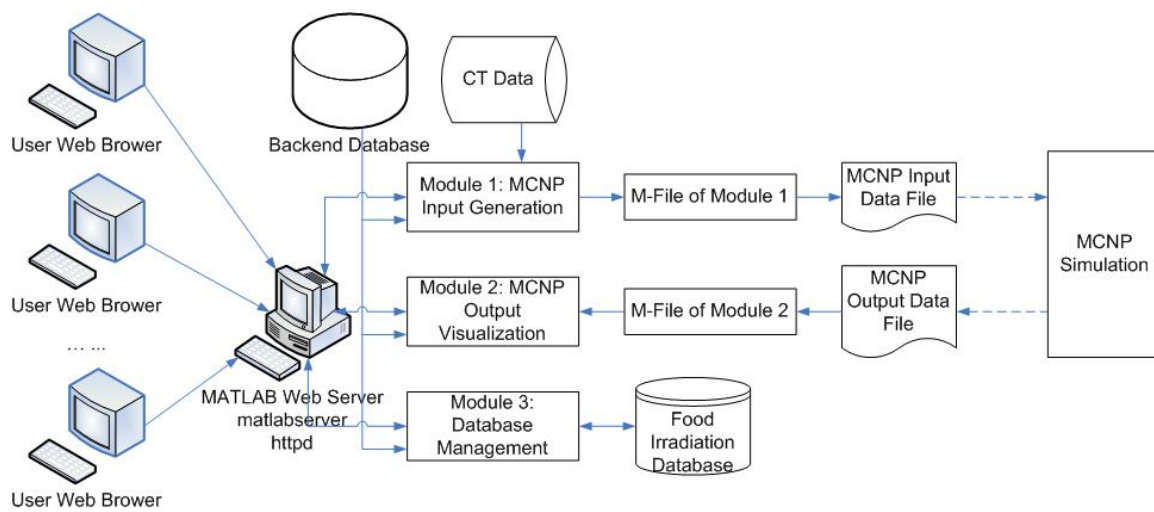 User Web Brower
Backend Database
CT Data
User Web Brower
... ...
User Web Brower
MATLAB Web Server
matlabserver
httpd
Module 1: MCNP
Input Generation
M-File of Module 1
MCNP Input
Data File
MCNP
Simulation
Module 2: MCNP
Output
Visualization
M-File of Module 2
MCNP
Output Data
File
Module 3:
Database
Management
Food
Irradiation
Database